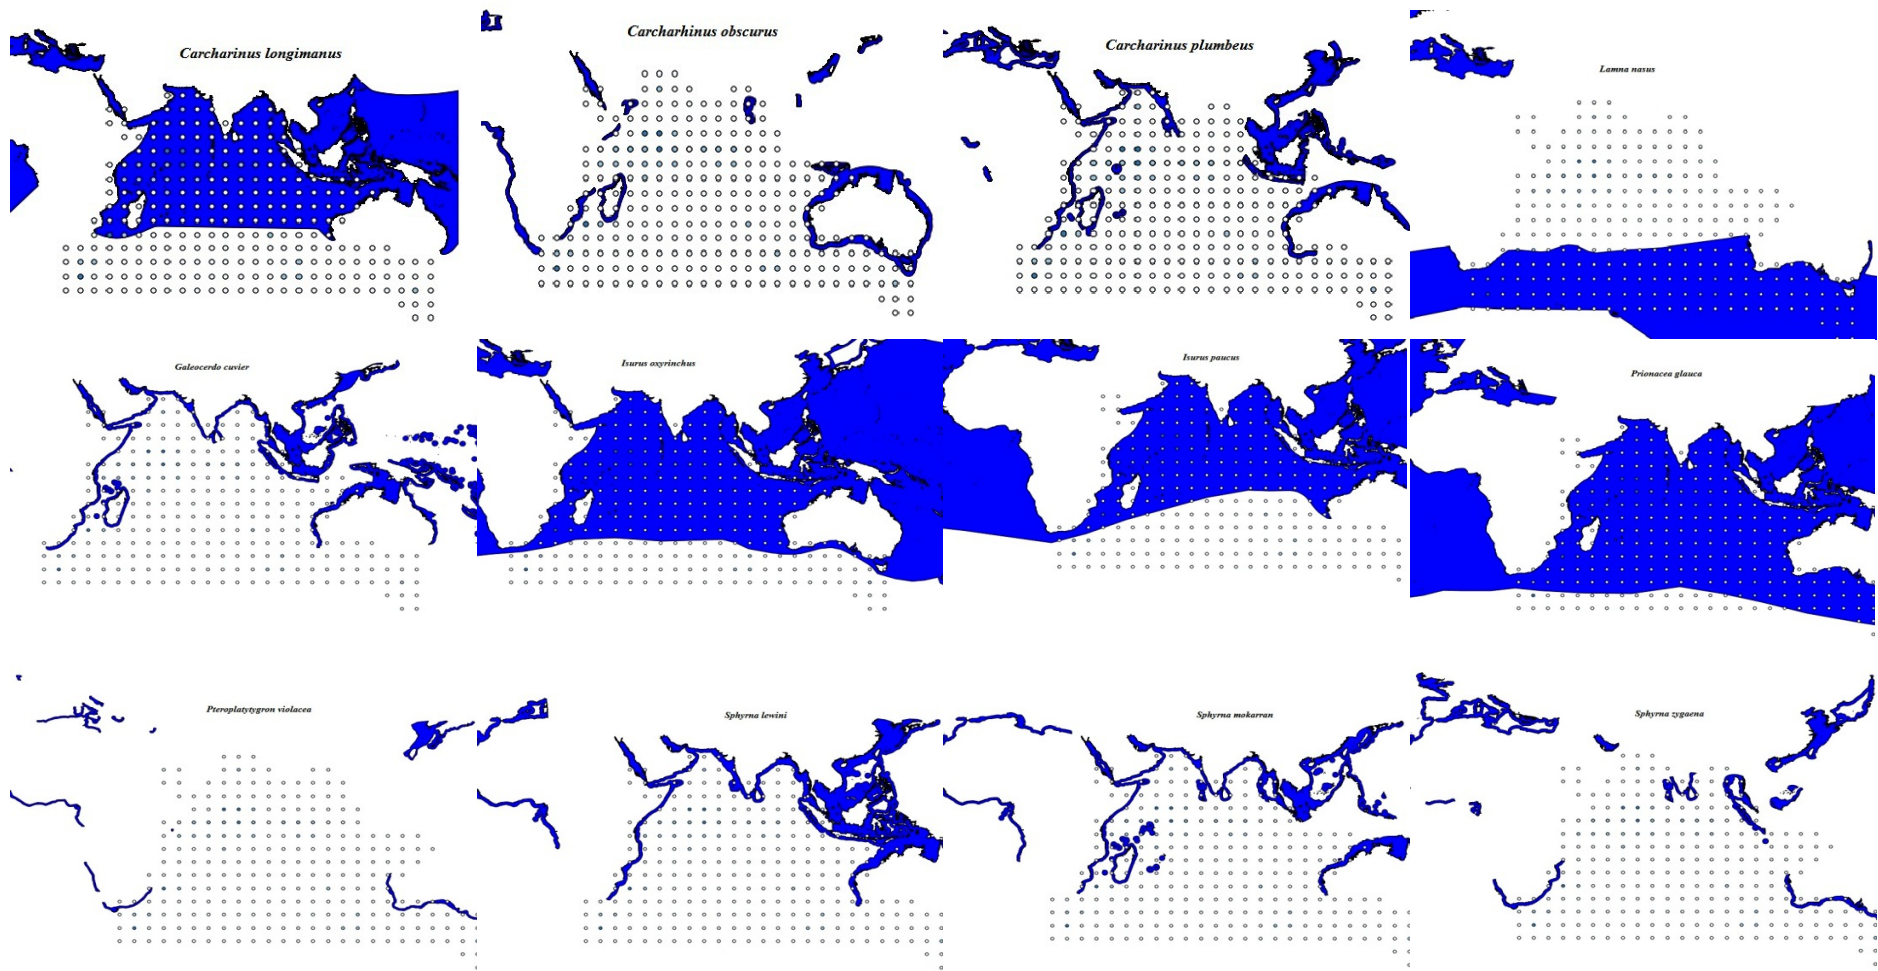 Carcharinus longimanus
Carcharhinus obscurus
Carcharinus plumbeus
Lamna nasus
Galeocerdo cuvier
Isurus oxyrinchus
Isurus paucus
Prionacea glauca
Pteroplatytygron violacea
Sphyrna lewini
Sphyrna mokarran
Sphyrna zygaena